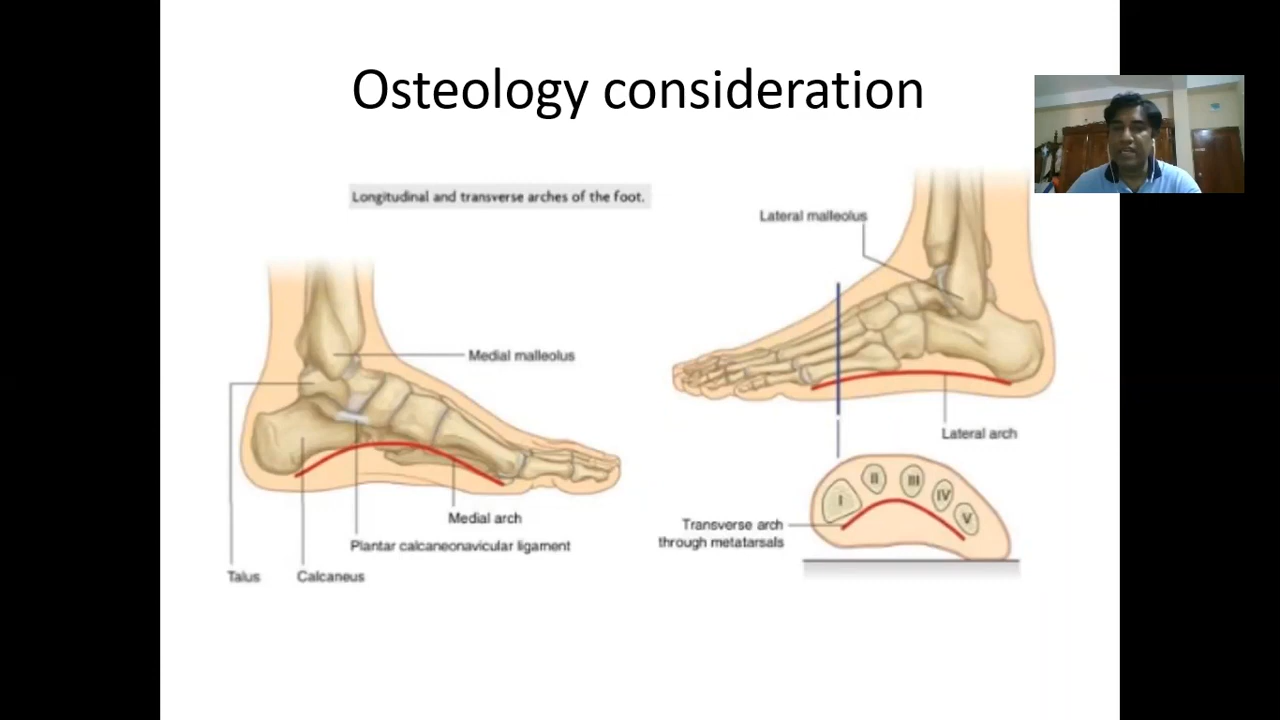 Osteology consideration
Longitudinal and transverse arches of the foot.
Lateral malleolus
Medial malleolus
Lateral arch
I
II
III
IV
V
Medial arch
Transverse arch
through metatarsals
Plantar calcaneonavicular ligament
Talus
Calcaneus